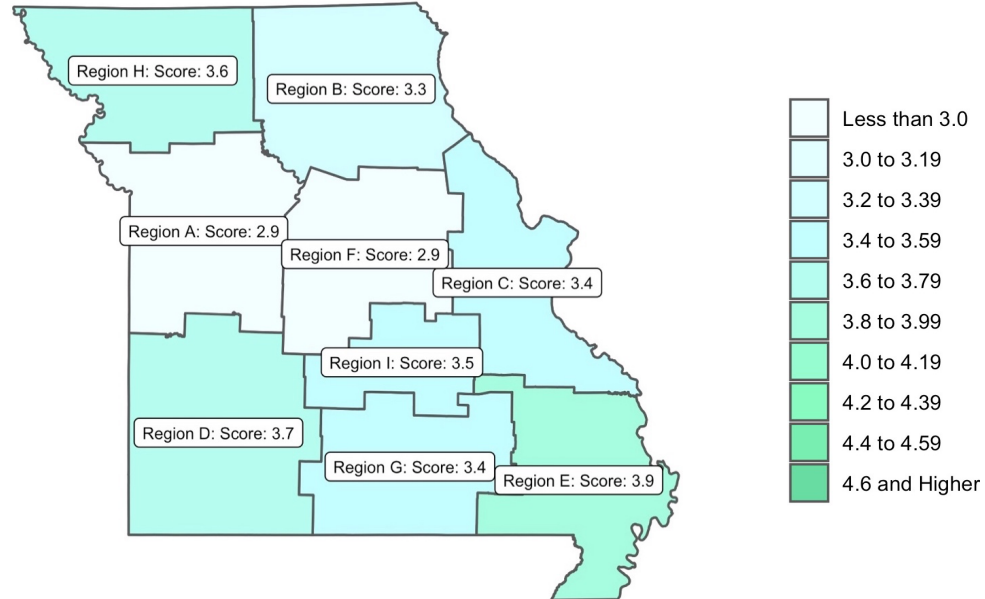 Region H: Score: 3.6
Region B: Score: 3.3
Region A: Score: 2.9
Region F: Score: 2.9
Region C: Score: 3.4
Region I: Score: 3.5
Region D: Score: 3.7
Region G: Score: 3.4
Region E: Score: 3.9
Less than 3.0
3.0 to 3.19
3.2 to 3.39
3.4 to 3.59
3.6 to 3.79
3.8 to 3.99
4.0 to 4.19
4.2 to 4.39
4.4 to 4.59
4.6 and Higher